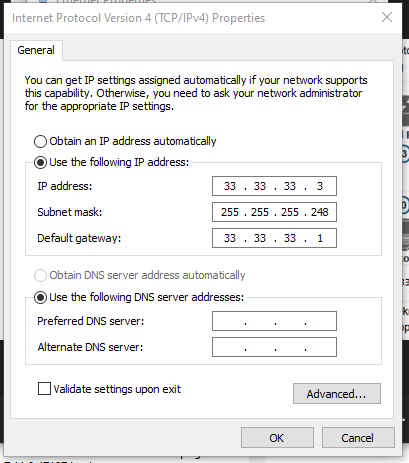 Internet Protocol Version 4 (TCP/IPv4) Properties
General
You can get IP settings assigned automatically if your network supports
this capability. Otherwise, you need to ask your network administrator
for the appropriate IP settings.
Obtain an IP address automatically
Use the following IP address:
IP address: 33 . 33 . 33 . 3
Subnet mask: 255 . 255 . 255 . 248
Default gateway: 33 . 33 . 33 . 1
Obtain DNS server address automatically
Use the following DNS server addresses:
Preferred DNS server: . . .
Alternate DNS server: . . .
Validate settings upon exit
Advanced...
OK Cancel